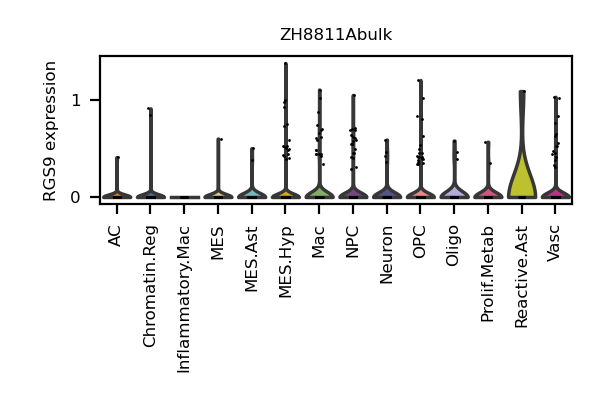 ZH8811Abulk
RGS9 expression
1
0
AC
Chromatin.Reg
Inflammatory.Mac
MES
MES.Ast
MES.Hyp
Mac
NPC
Neuron
OPC
Oligo
Prolif.Metab
Reactive.Ast
Vasc